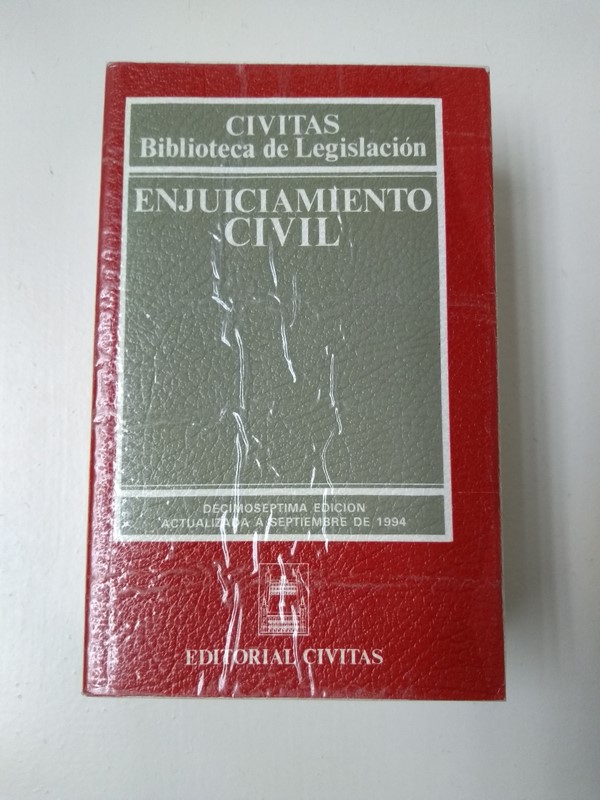 CIVITAS
Biblioteca de Legislación
ENJUICIAMIENTO
CIVIL
DECIMOSEPTIMA EDICION
ACTUALIZADA A SEPTIEMBRE DE 1994
EDITORIAL CIVITAS